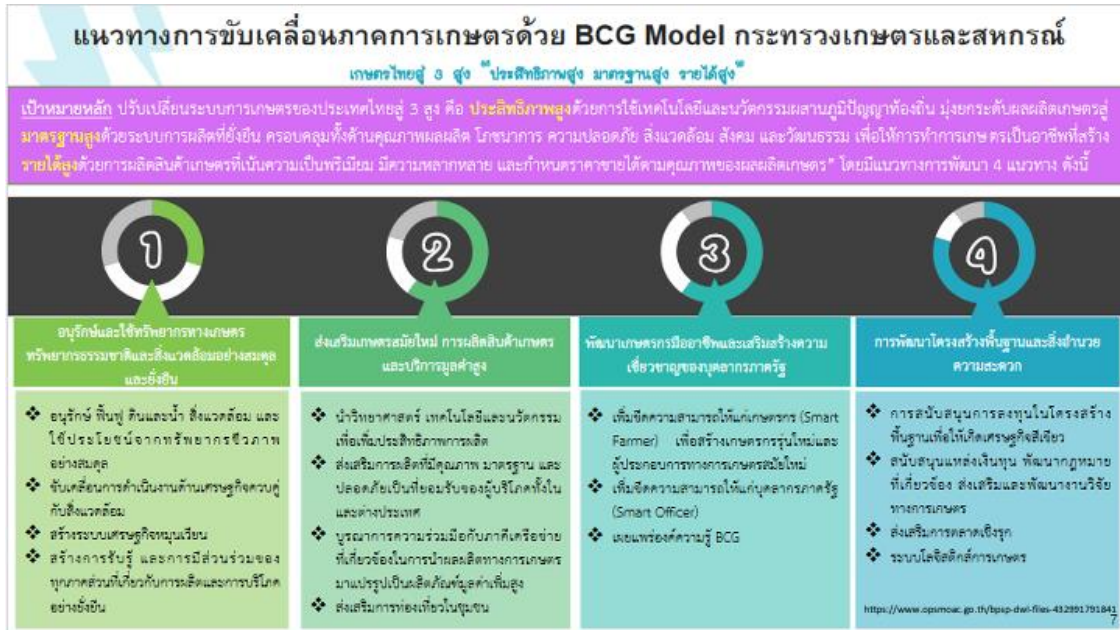 แนวทางการขับเคลื่อนภาคการเกษตรด้วย BCG Model กระทรวงเกษตรและสหกรณ์
เกษตรไทยสู่ 3 สูง "ประสิทธิภาพสูง มาตรฐานสูง รายได้สูง"
เป้าหมายหลัก ปรับเปลี่ยนระบบการเกษตรของประเทศไทยสู่ 3 สูง คือ ประสิทธิภาพสูงด้วยการใช้เทคโนโลยีและนวัตกรรมผสานภูมิปัญญาท้องถิ่น มุ่งยกระดับผลผลิตเกษตรสู่
มาตรฐานสูงด้วยระบบการผลิตที่ยั่งยืน ครอบคลุมทั้งด้านคุณภาพผลผลิต โภชนาการ ความปลอดภัย สิ่งแวดล้อม สังคม และวัฒนธรรม เพื่อให้การทำการเกษตรเป็นอาชีพที่สร้าง
รายได้สูงด้วยการผลิตสินค้าเกษตรที่เน้นความเป็นพรีเมียม มีความหลากหลาย และกำหนดราคาขายได้ตามคุณภาพของผลผลิตเกษตร" โดยมีแนวทางการพัฒนา 4 แนวทาง ดังนี้
1
อนุรักษ์และใช้ทรัพยากรทางเกษตร
ทรัพยากรธรรมชาติและสิ่งแวดล้อมอย่างสมดุล
และยั่งยืน
❖ อนุรักษ์ ฟื้นฟู ดินและน้ำ สิ่งแวดล้อม และ
ใช้ประโยชน์จากทรัพยากรชีวภาพ
อย่างสมดุล
❖ ขับเคลื่อนการดำเนินงานด้านเศรษฐกิจควบคู่
กับสิ่งแวดล้อม
❖ สร้างระบบเศรษฐกิจหมุนเวียน
❖ สร้างการรับรู้ และการมีส่วนร่วมของ
ทุกภาคส่วนที่เกี่ยวกับการผลิตและการบริโภค
อย่างยั่งยืน
2
ส่งเสริมเกษตรสมัยใหม่ การผลิตสินค้าเกษตร
และบริการมูลค่าสูง
❖ นำวิทยาศาสตร์ เทคโนโลยีและนวัตกรรม
เพื่อเพิ่มประสิทธิภาพการผลิต
❖ ส่งเสริมการผลิตที่มีคุณภาพ มาตรฐาน และ
ปลอดภัยเป็นที่ยอมรับของผู้บริโภคทั้งใน
และต่างประเทศ
❖ บูรณาการความร่วมมือกับภาคีเครือข่าย
ที่เกี่ยวข้องในการนำผลผลิตทางการเกษตร
มาแปรรูปเป็นผลิตภัณฑ์มูลค่าเพิ่มสูง
❖ ส่งเสริมการท่องเที่ยวในชุมชน
3
พัฒนาเกษตรกรมืออาชีพและเสริมสร้างความ
เชี่ยวชาญของบุคลากรภาครัฐ
❖ เพิ่มขีดความสามารถให้แก่เกษตรกร (Smart
Farmer) เพื่อสร้างเกษตรกรรุ่นใหม่และ
ผู้ประกอบการทางการเกษตรสมัยใหม่
❖ เพิ่มขีดความสามารถให้แก่บุคลากรภาครัฐ
(Smart Officer)
❖ เผยแพร่องค์ความรู้ BCG
4
การพัฒนาโครงสร้างพื้นฐานและสิ่งอำนวย
ความสะดวก
❖ การสนับสนุนการลงทุนในโครงสร้าง
พื้นฐานเพื่อให้เกิดเศรษฐกิจสีเขียว
❖ สนับสนุนแหล่งเงินทุน พัฒนากฎหมาย
ที่เกี่ยวข้อง ส่งเสริมและพัฒนางานวิจัย
ทางการเกษตร
❖ ส่งเสริมการตลาดเชิงรุก
❖ ระบบโลจิสติกส์การเกษตร
https://www.opsmoac.go.th/bpsp-dwl-files-432991791841
7